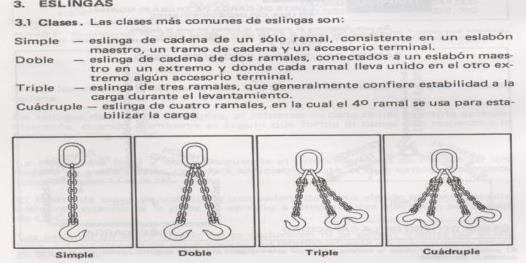 3. ESLINGAS
3.1 Clases. Las clases más comunes de eslingas son:
Simple — eslinga de cadena de un sólo ramal, consistente en un eslabón
maestro, un tramo de cadena y un accesorio terminal.
Doble — eslinga de cadena de dos ramales, conectados a un eslabón maes-
tro en un extremo y donde cada ramal lleva unido en el otro ex-
tremo algún accesorio terminal.
Triple — eslinga de tres ramales, que generalmente confiere estabilidad a la
carga durante el levantamiento.
Cuádruple — eslinga de cuatro ramales, en la cual el 4º ramal se usa para esta-
bilizar la carga
Simple Doble Triple Cuádruple